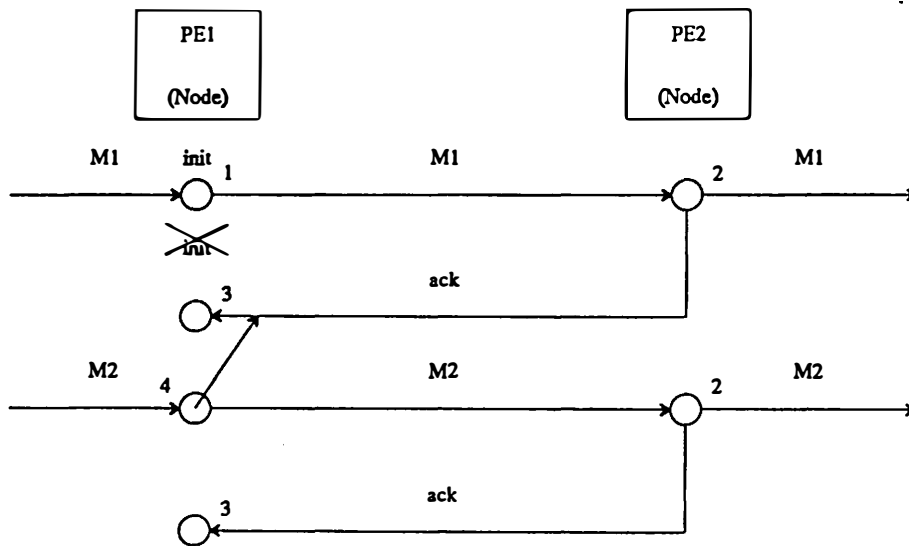 PE1
(Node)
PE2
(Node)
M1 init 1 M1 2 M1
init
ack
3
M2 4 M2 2 M2
ack
3